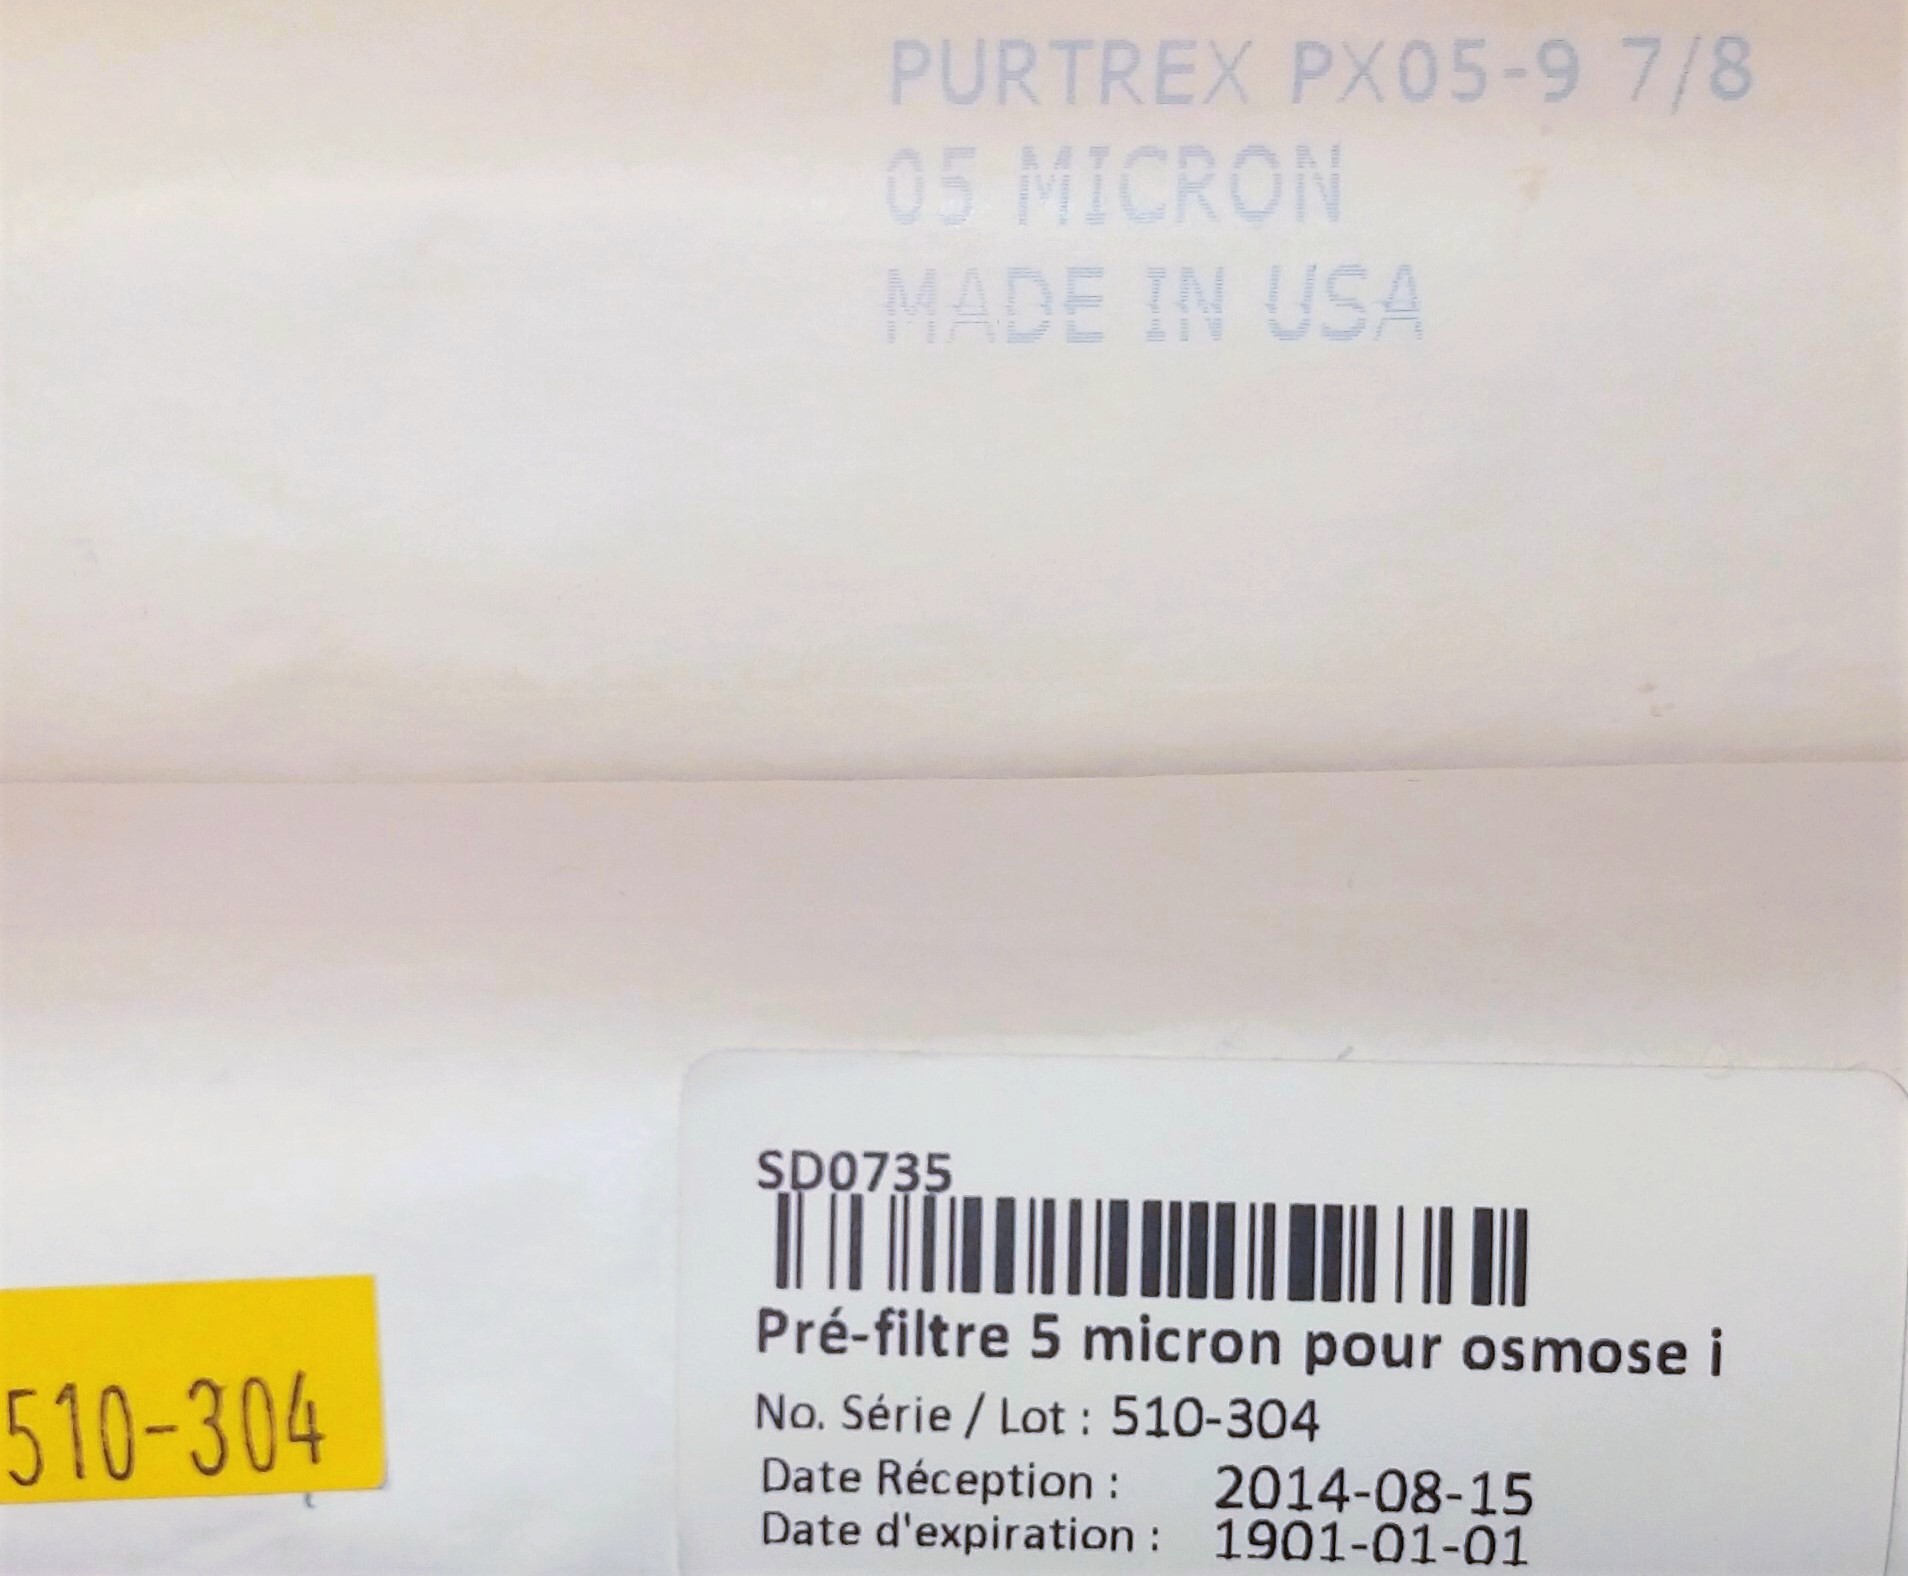 PURTREX PX05-9 7/8
05 MICRON
MADE IN USA
SD0735
Pré-filtre 5 micron pour osmose i
No. Série / Lot : 510-304
Date Réception : 2014-08-15
Date d'expiration : 1901-01-01
510-304